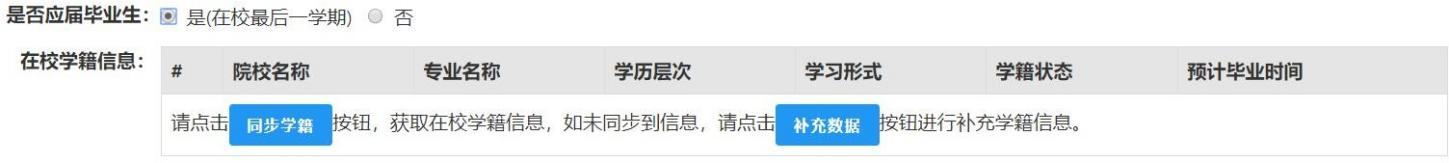 是否应届毕业生: 是(在校最后一学期) 否
在校学籍信息: # 院校名称 专业名称 学历层次 学习形式 学籍状态 预计毕业时间
请点击 同步学籍 按钮，获取在校学籍信息，如未同步到信息，请点击 补充数据 按钮进行补充学籍信息。